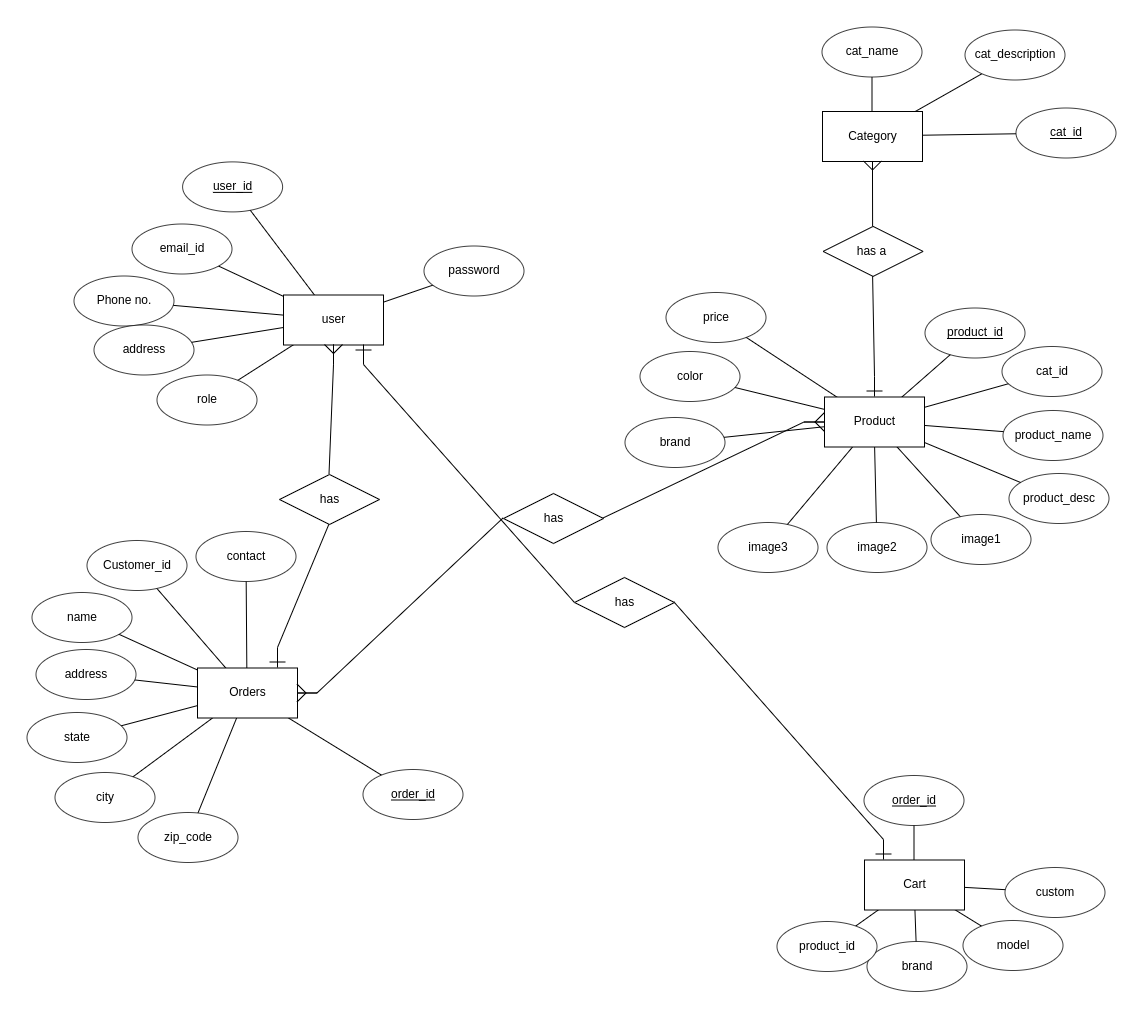 cat_name
cat_description
cat_id
Category
user_id
email_id
password
Phone no.
user
address
role
has a
price
product_id
color
cat_id
Product
product_name
brand
product_desc
has
has
image3
image2
image1
Customer_id
contact
name
has
address
Orders
state
city
order_id
zip_code
order_id
Cart
custom
product_id
brand
model